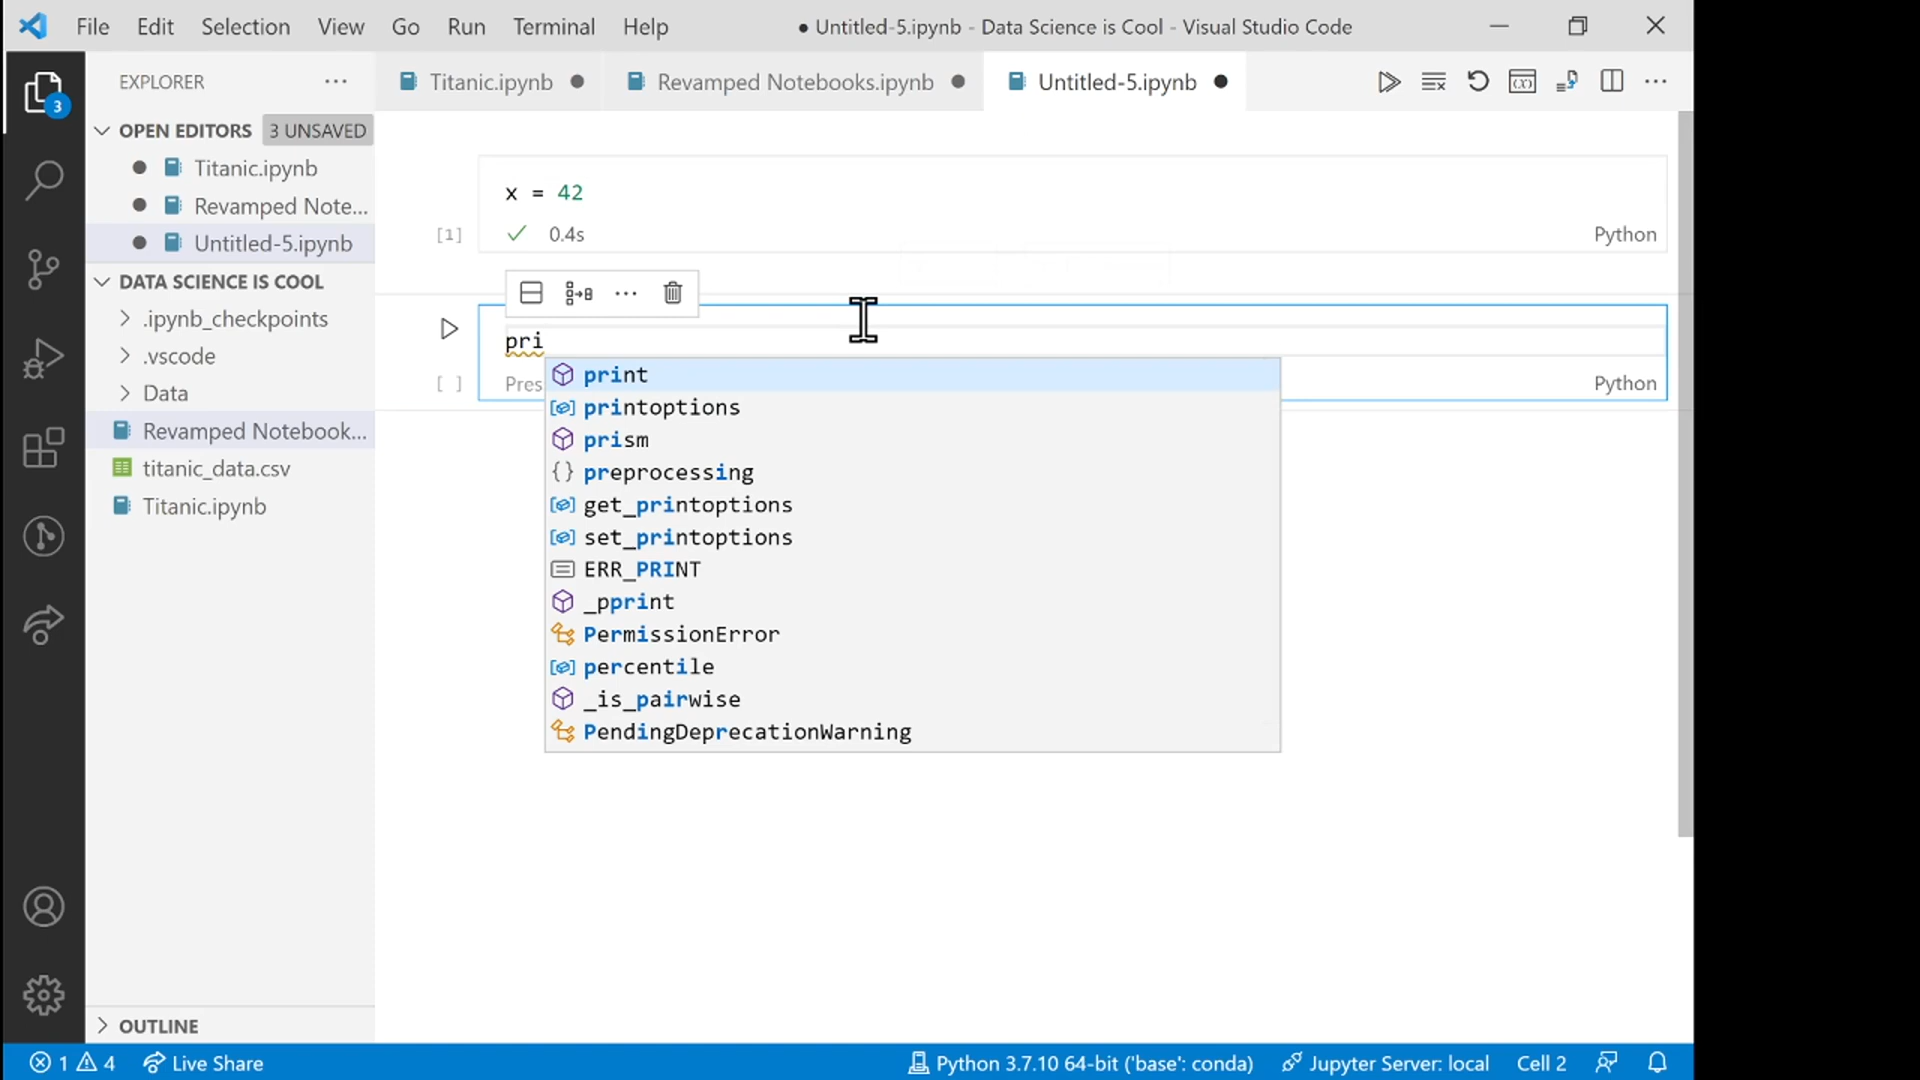 File Edit Selection View Go Run Terminal Help ● Untitled-5.ipynb - Data Science is Cool - Visual Studio Code
3
EXPLORER ···
Titanic.ipynb ●
Revamped Notebooks.ipynb ●
Untitled-5.ipynb ●
OPEN EDITORS 3 UNSAVED
● Titanic.ipynb
● Revamped Note...
● Untitled-5.ipynb
DATA SCIENCE IS COOL
.ipynb_checkpoints
.vscode
Data
Revamped Notebook...
titanic_data.csv
Titanic.ipynb
OUTLINE
x = 42
[1] ✓ 0.4s Python
pri
[ ] Pres Python
print
printoptions
prism
{} preprocessing
get_printoptions
set_printoptions
ERR_PRINT
_pprint
PermissionError
percentile
_is_pairwise
PendingDeprecationWarning
1 4 Live Share Python 3.7.10 64-bit ('base': conda) Jupyter Server: local Cell 2